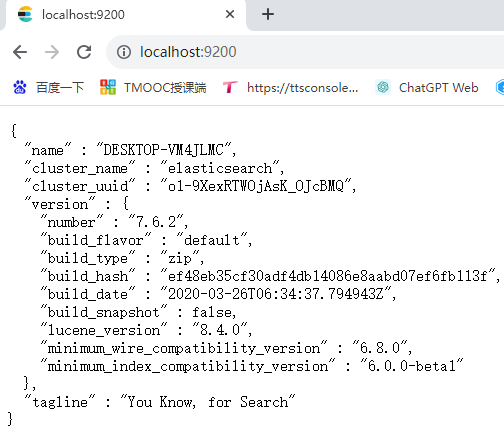 localhost:9200
localhost:9200
百度一下 TMOOC授课端 https://ttsconsole... ChatGPT Web
{
"name" : "DESKTOP-VM4JLMC",
"cluster_name" : "elasticsearch",
"cluster_uuid" : "o1-9XexRTWOjAsK_OJcBMQ",
"version" : {
"number" : "7.6.2",
"build_flavor" : "default",
"build_type" : "zip",
"build_hash" : "ef48eb35cf30adf4db14086e8aabd07ef6fb113f",
"build_date" : "2020-03-26T06:34:37.794943Z",
"build_snapshot" : false,
"lucene_version" : "8.4.0",
"minimum_wire_compatibility_version" : "6.8.0",
"minimum_index_compatibility_version" : "6.0.0-beta1"
},
"tagline" : "You Know, for Search"
}